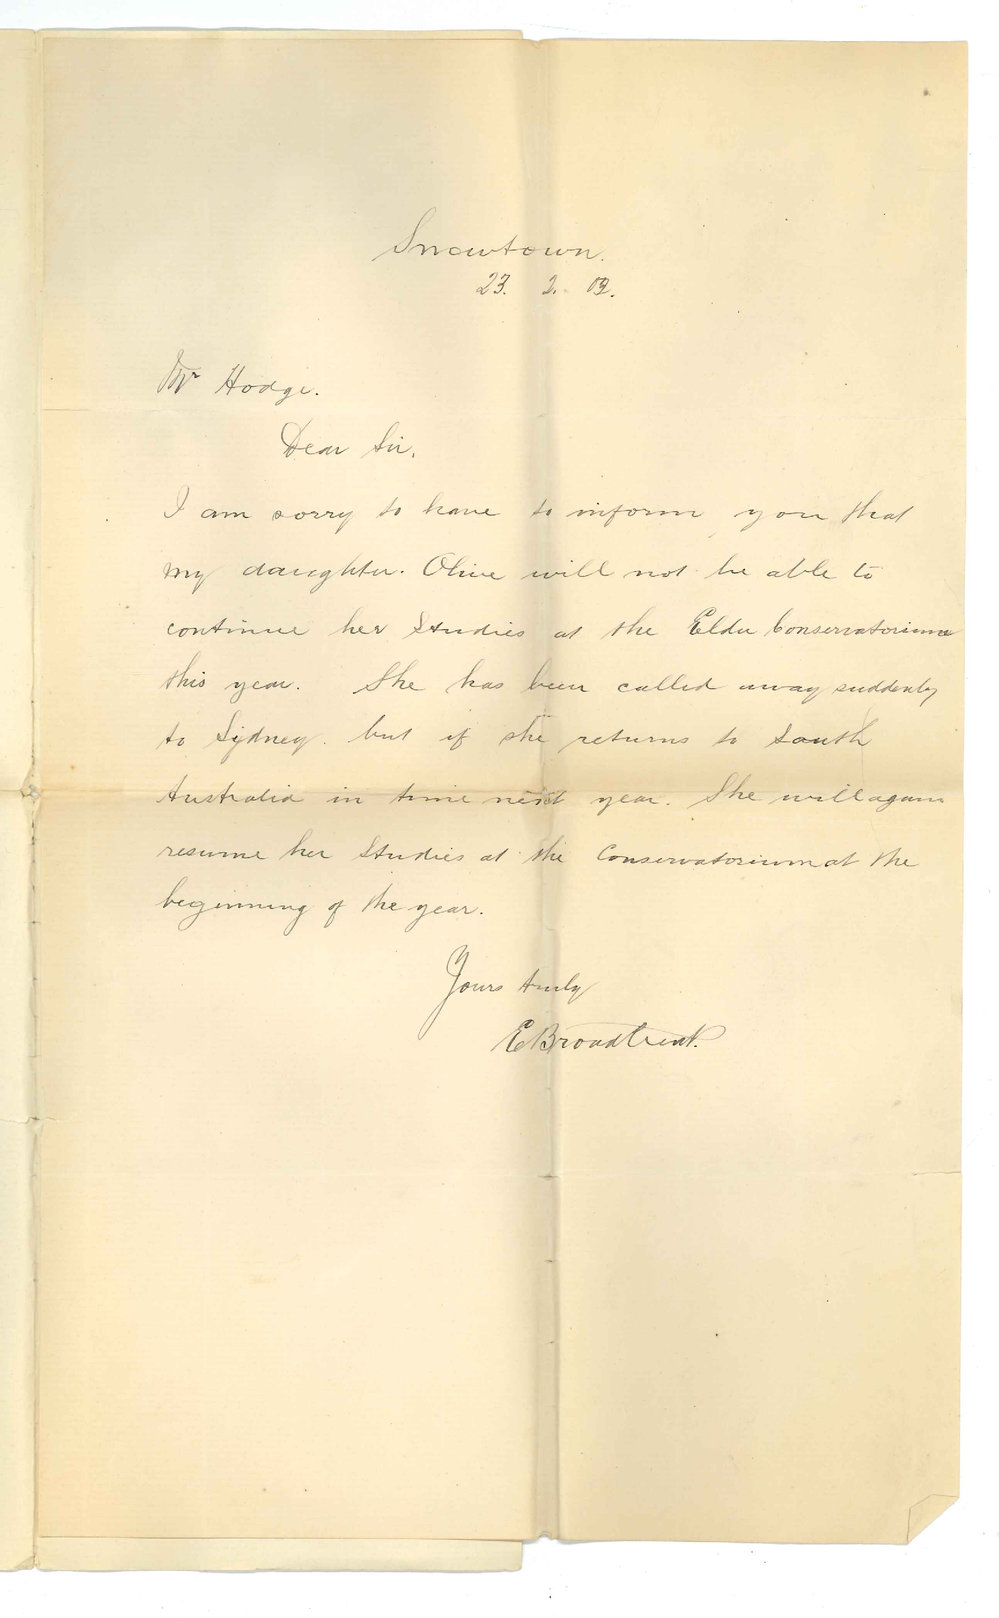 Snowtown.
23. 2. 03.
Mr Hodge.
Dear Sir,
I am sorry to have to inform you that
my daughter. Olive will not be able to
continue her Studies at the Elder Conservatorium
this year. She has been called away suddenly
to Sydney. but if she returns to South
Australia in time next year. She will again
resume her Studies at the Conservatorium at the
beginning of the year.
Yours truly
E Broadbent.